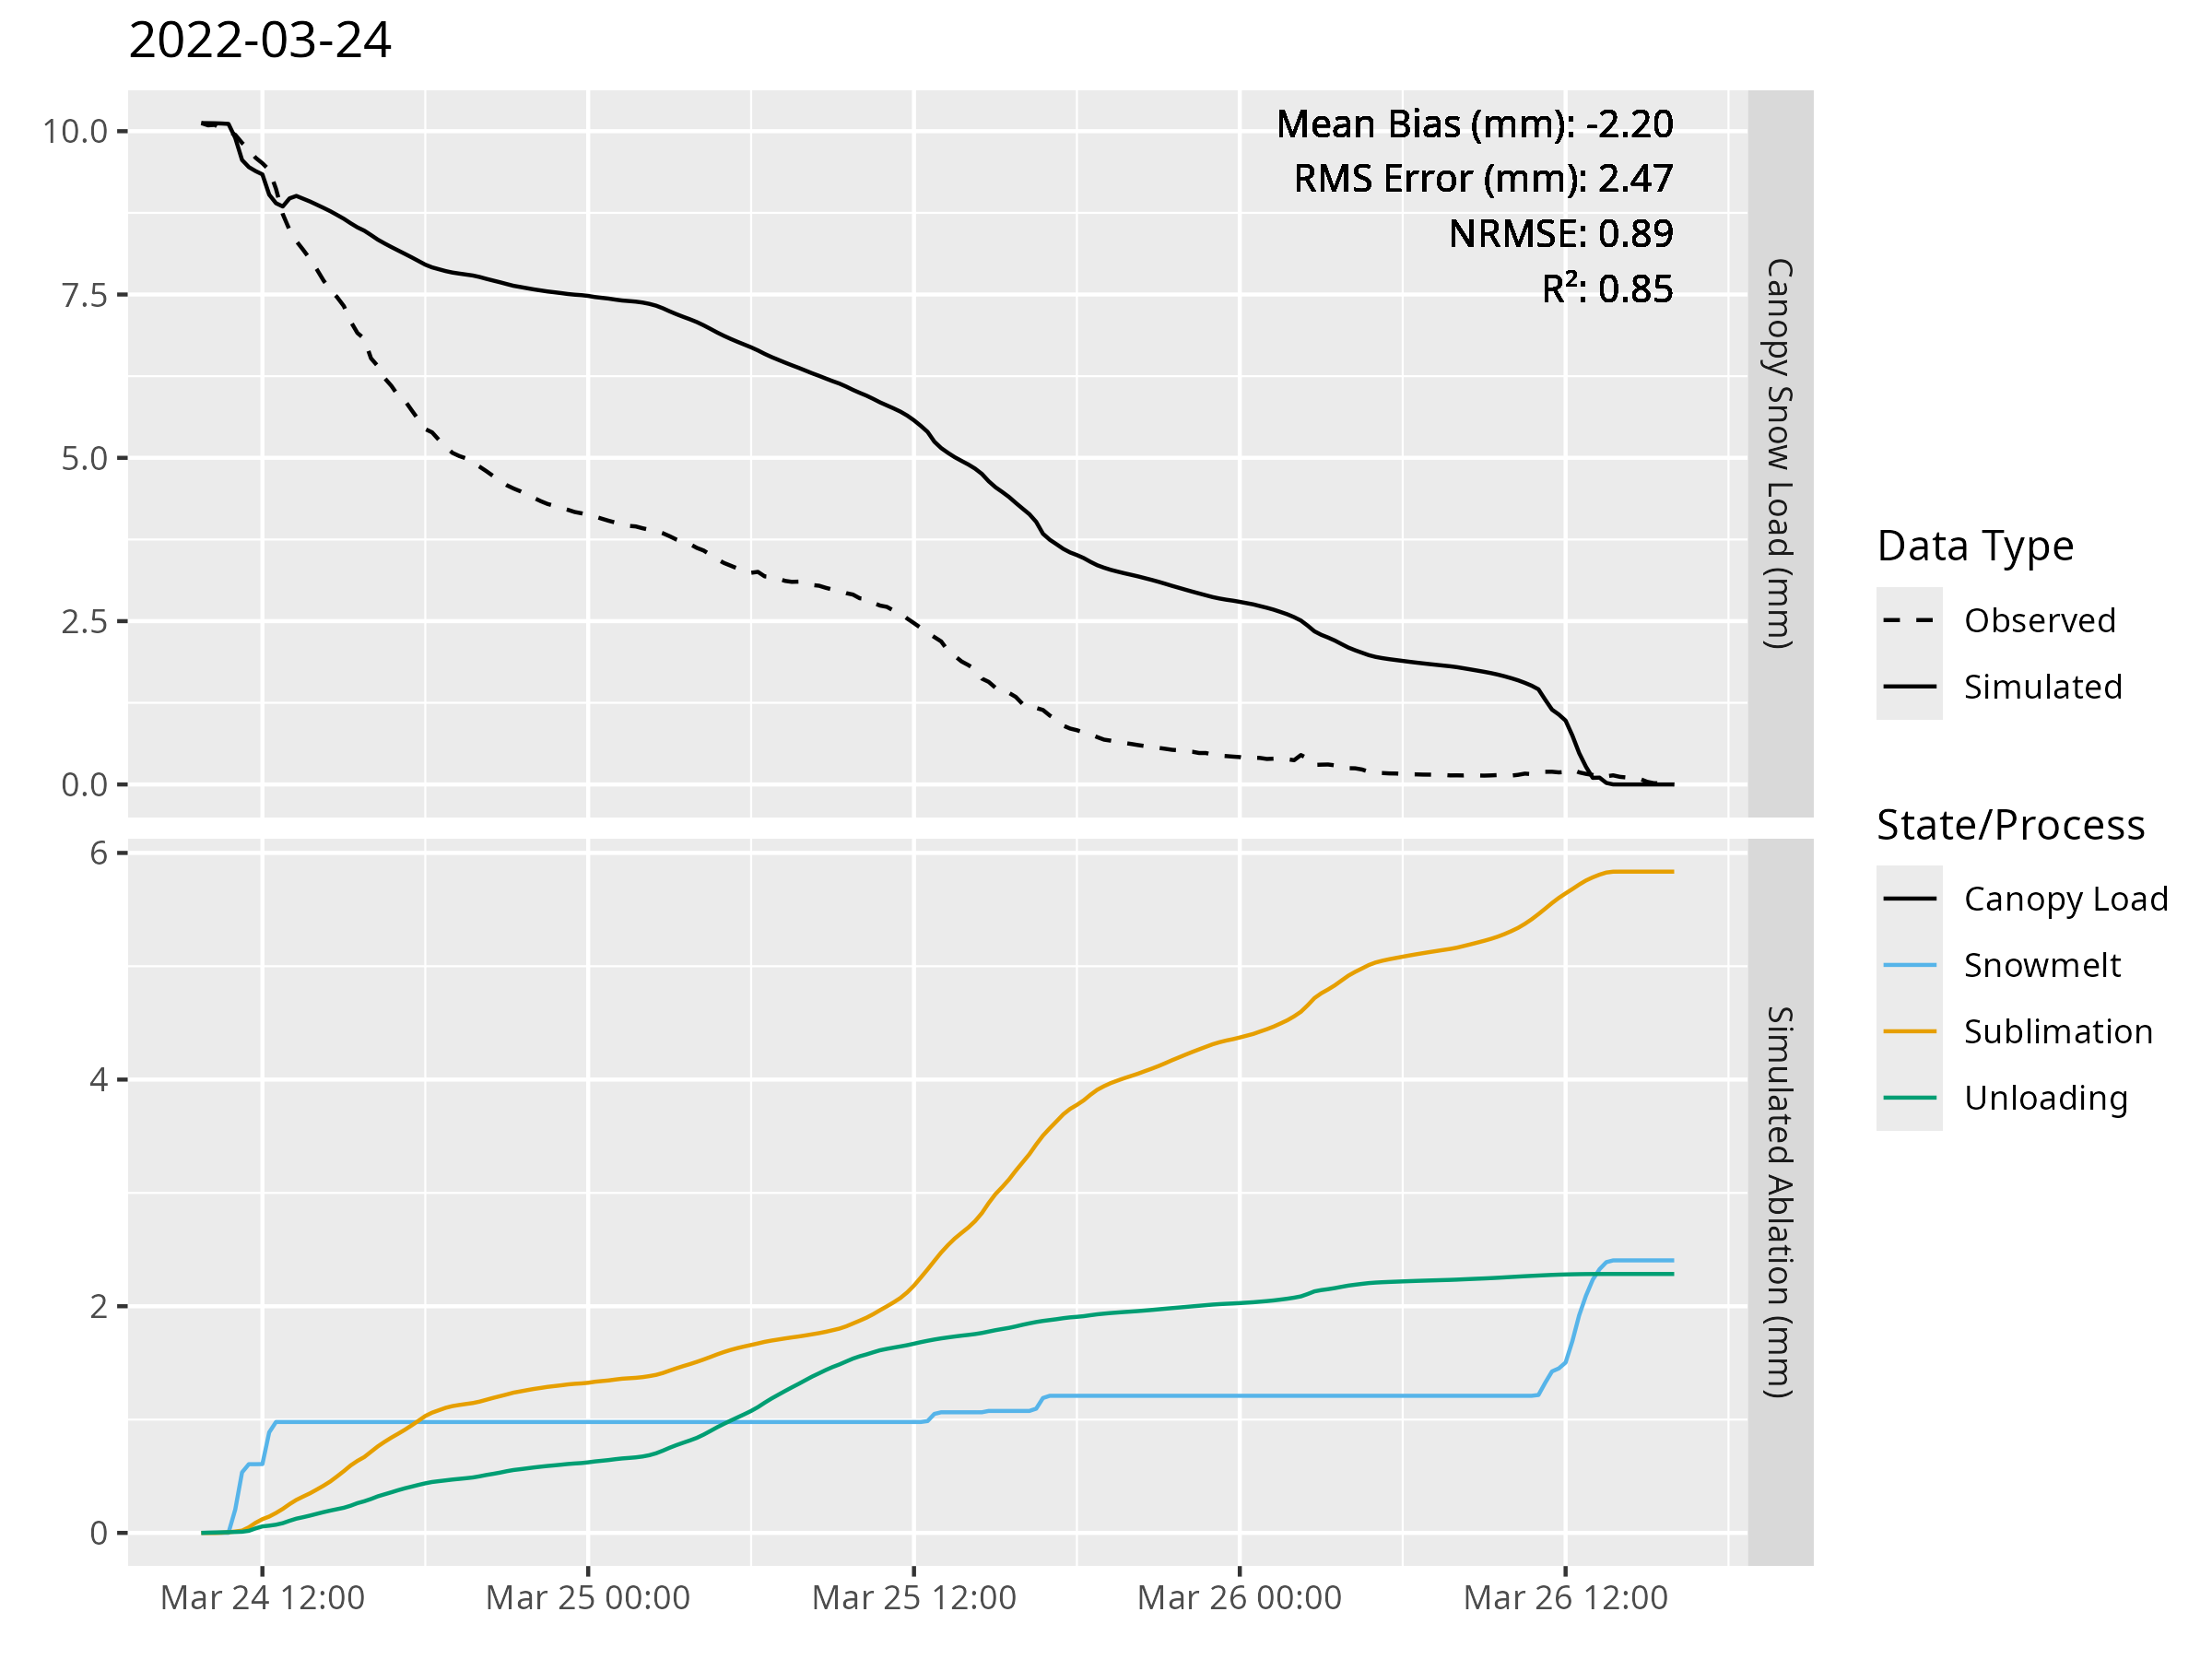 2022-03-24
Mean Bias (mm): -2.20
RMS Error (mm): 2.47
NRMSE: 0.89
R²: 0.85
10.0
7.5
5.0
2.5
0.0
Canopy Snow Load (mm)
6
4
2
0
Simulated Ablation (mm)
Mar 24 12:00
Mar 25 00:00
Mar 25 12:00
Mar 26 00:00
Mar 26 12:00
Data Type
Observed
Simulated
State/Process
Canopy Load
Snowmelt
Sublimation
Unloading